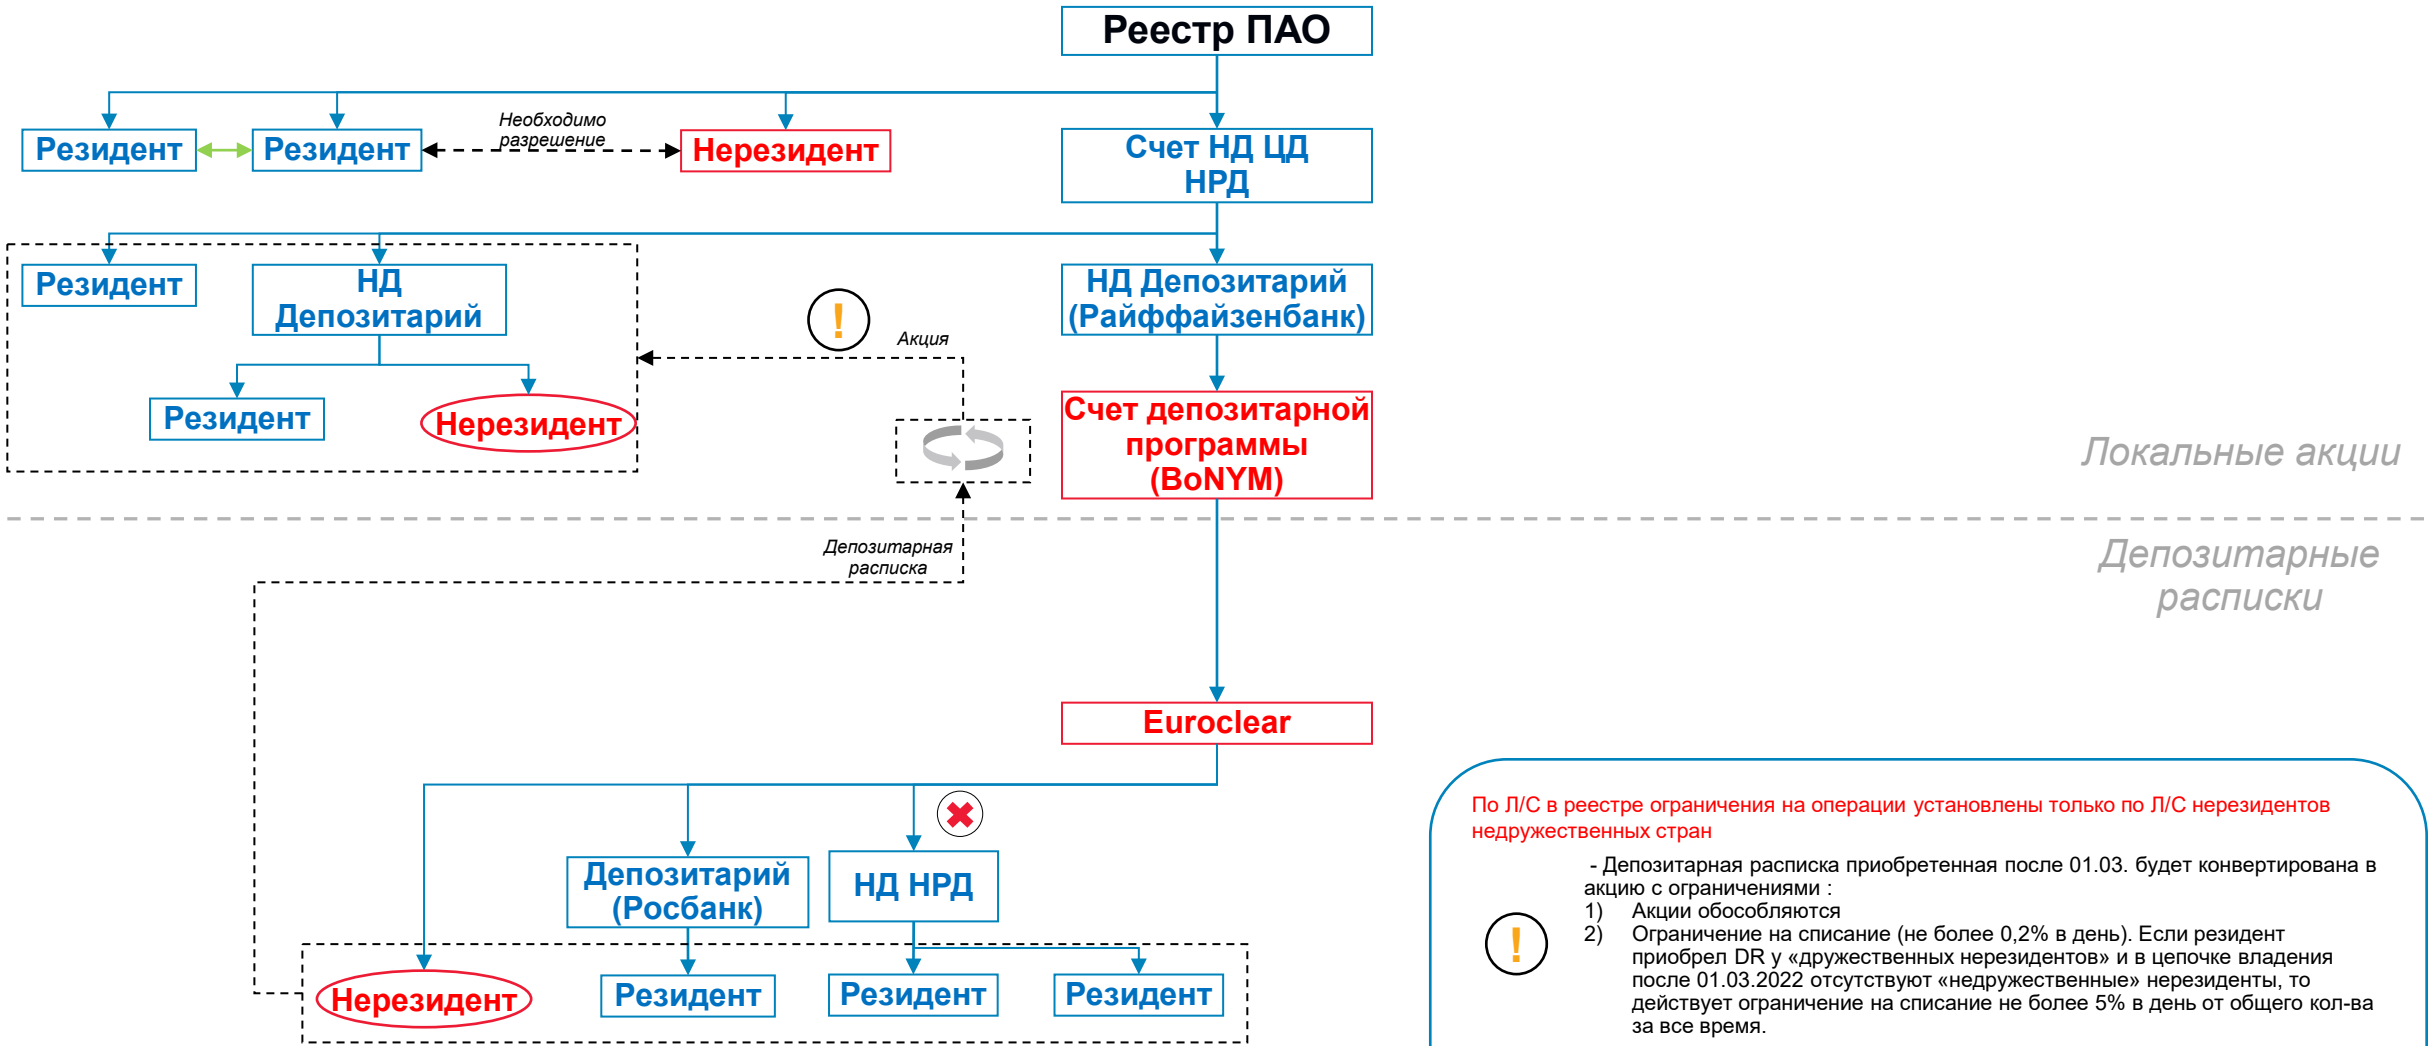 Реестр ПАО
Резидент
Резидент
Необходимо
разрешение
Нерезидент
Счет НД ЦД
НРД
Резидент
НД
Депозитарий
НД Депозитарий
(Райффайзенбанк)
!
Акция
Резидент
Нерезидент
Счет депозитарной
программы
(BoNYM)
Локальные акции
Депозитарная
расписка
Депозитарные
расписки
Euroclear
Депозитарий
(Росбанк)
НД НРД
Нерезидент
Резидент
Резидент
Резидент
По Л/С в реестре ограничения на операции установлены только по Л/С нерезидентов
недружественных стран
- Депозитарная расписка приобретенная после 01.03. будет конвертирована в
акцию с ограничениями :
1) Акции обособляются
2) Ограничение на списание (не более 0,2% в день). Если резидент
приобрел DR у «дружественных нерезидентов» и в цепочке владения
после 01.03.2022 отсутствуют «недружественные» нерезиденты, то
действует ограничение на списание не более 5% в день от общего кол-ва
за все время.
!